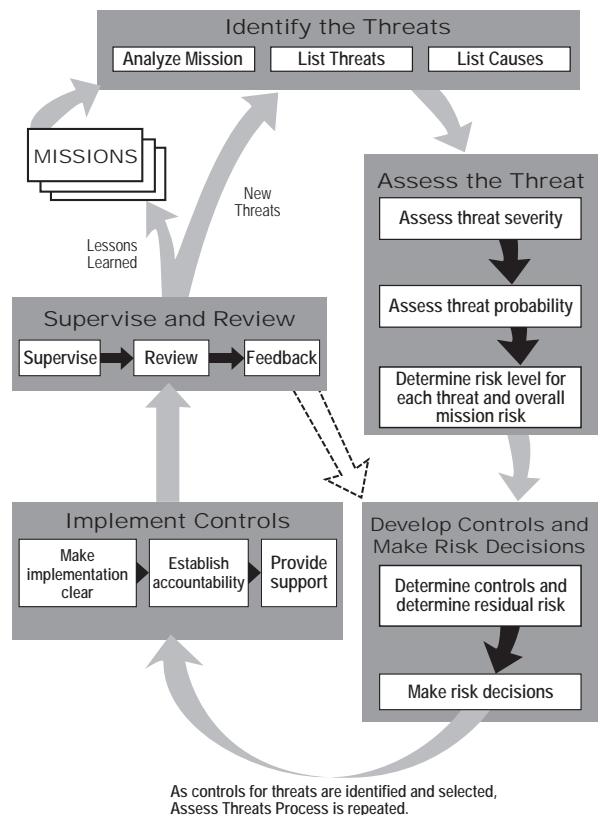 Identify the Threats
Analyze Mission
List Threats
List Causes
MISSIONS
New
Threats
Lessons
Learned
Assess the Threat
Assess threat severity
Assess threat probability
Determine risk level for
each threat and overall
mission risk
Supervise and Review
Supervise
Review
Feedback
Implement Controls
Make
implementation
clear
Establish
accountability
Provide
support
Develop Controls and
Make Risk Decisions
Determine controls and
determine residual risk
Make risk decisions
As controls for threats are identified and selected,
Assess Threats Process is repeated.